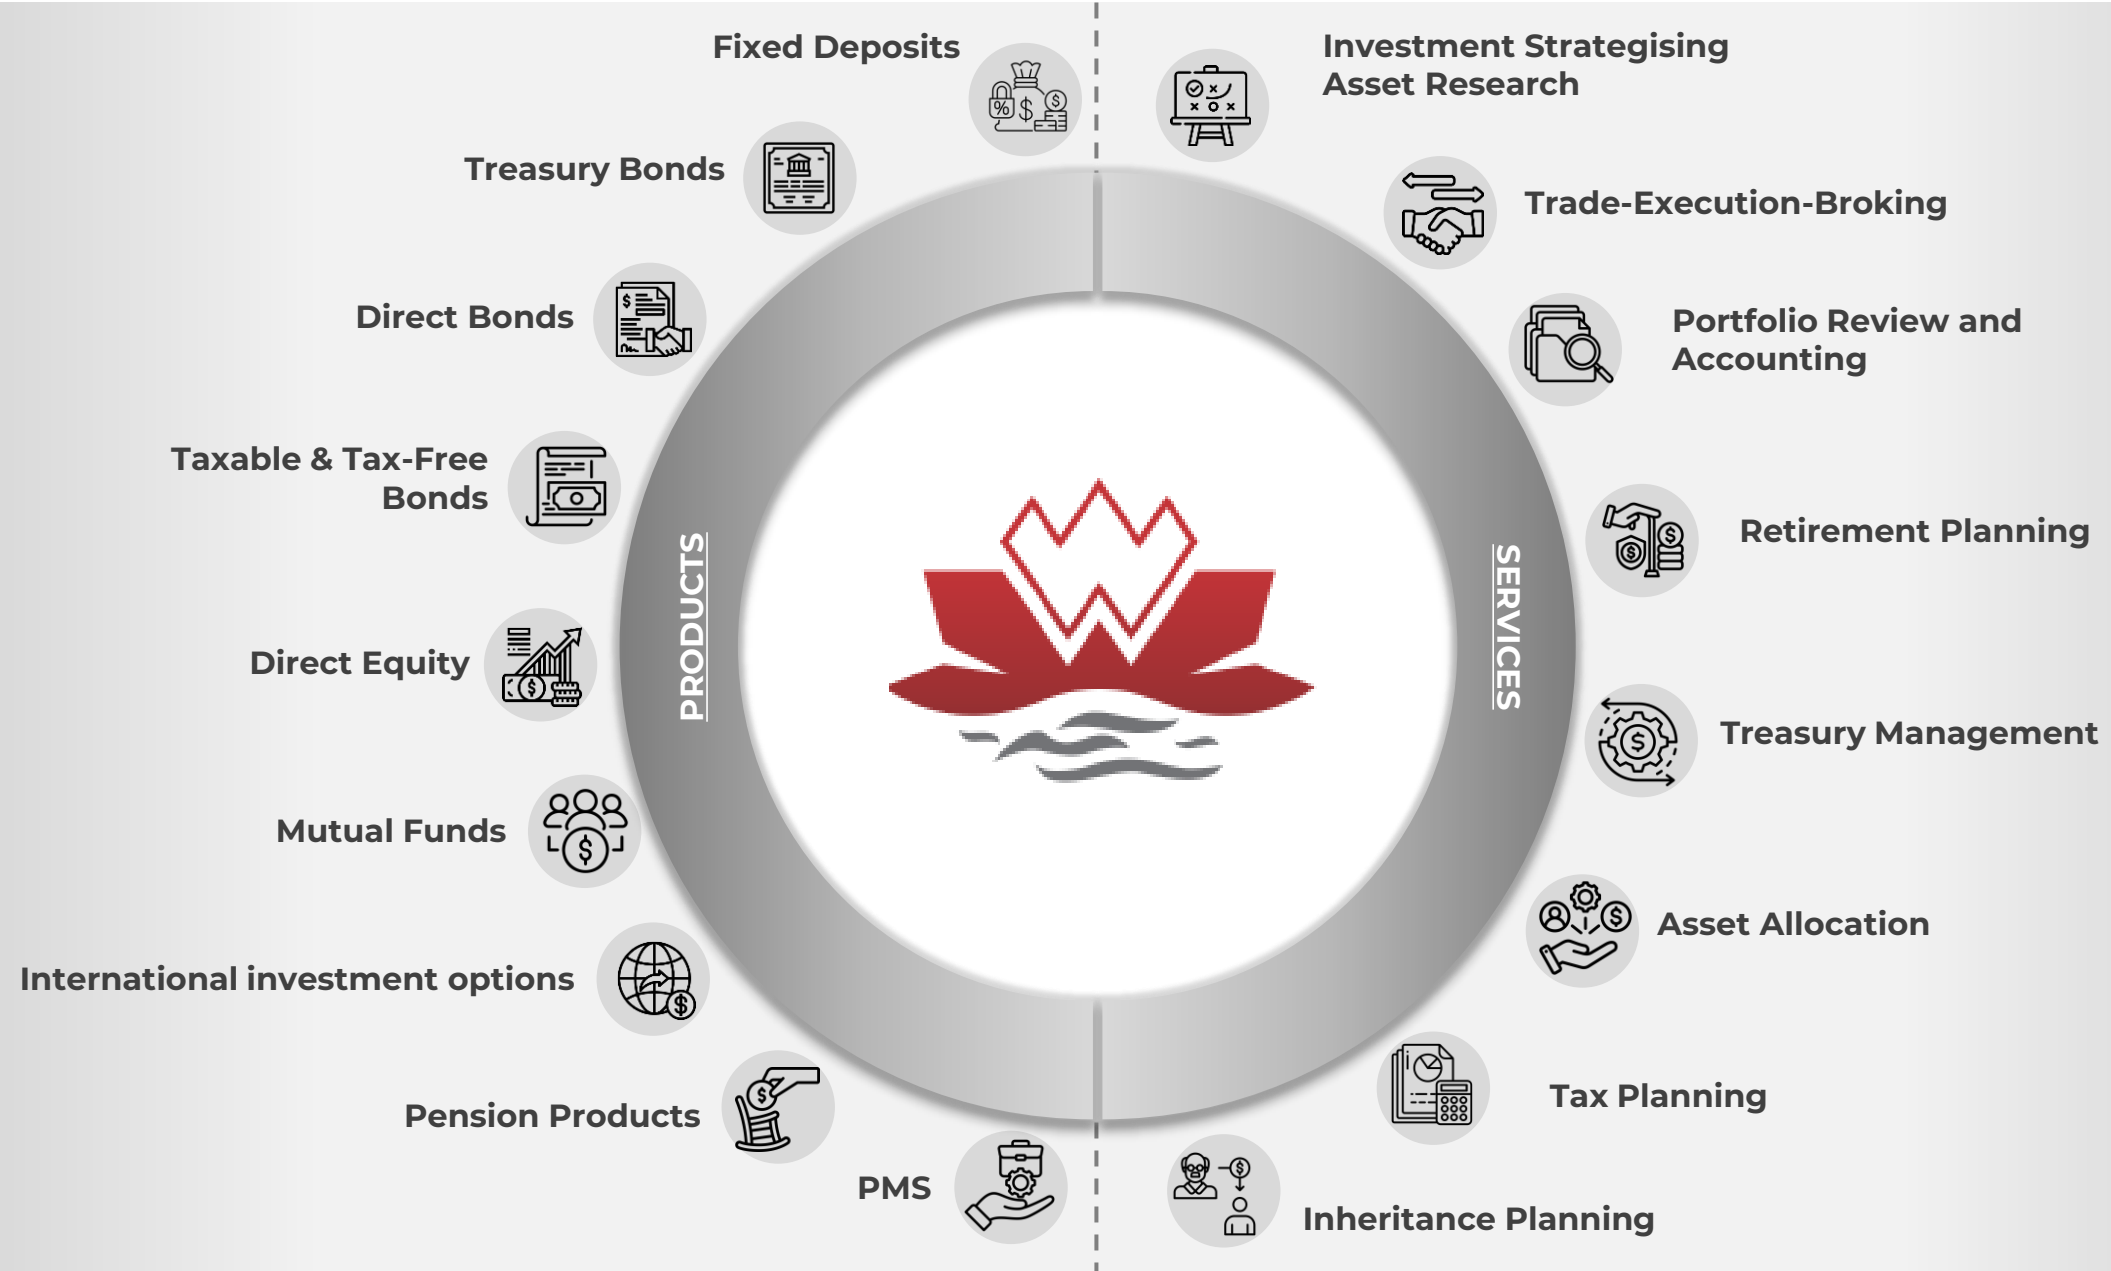 Fixed Deposits
Treasury Bonds
Direct Bonds
Taxable & Tax-Free
Bonds
Direct Equity
Mutual Funds
International investment options
Pension Products
PMS
PRODUCTS
SERVICES
Investment Strategising
Asset Research
Trade-Execution-Broking
Portfolio Review and
Accounting
Retirement Planning
Treasury Management
Asset Allocation
Tax Planning
Inheritance Planning